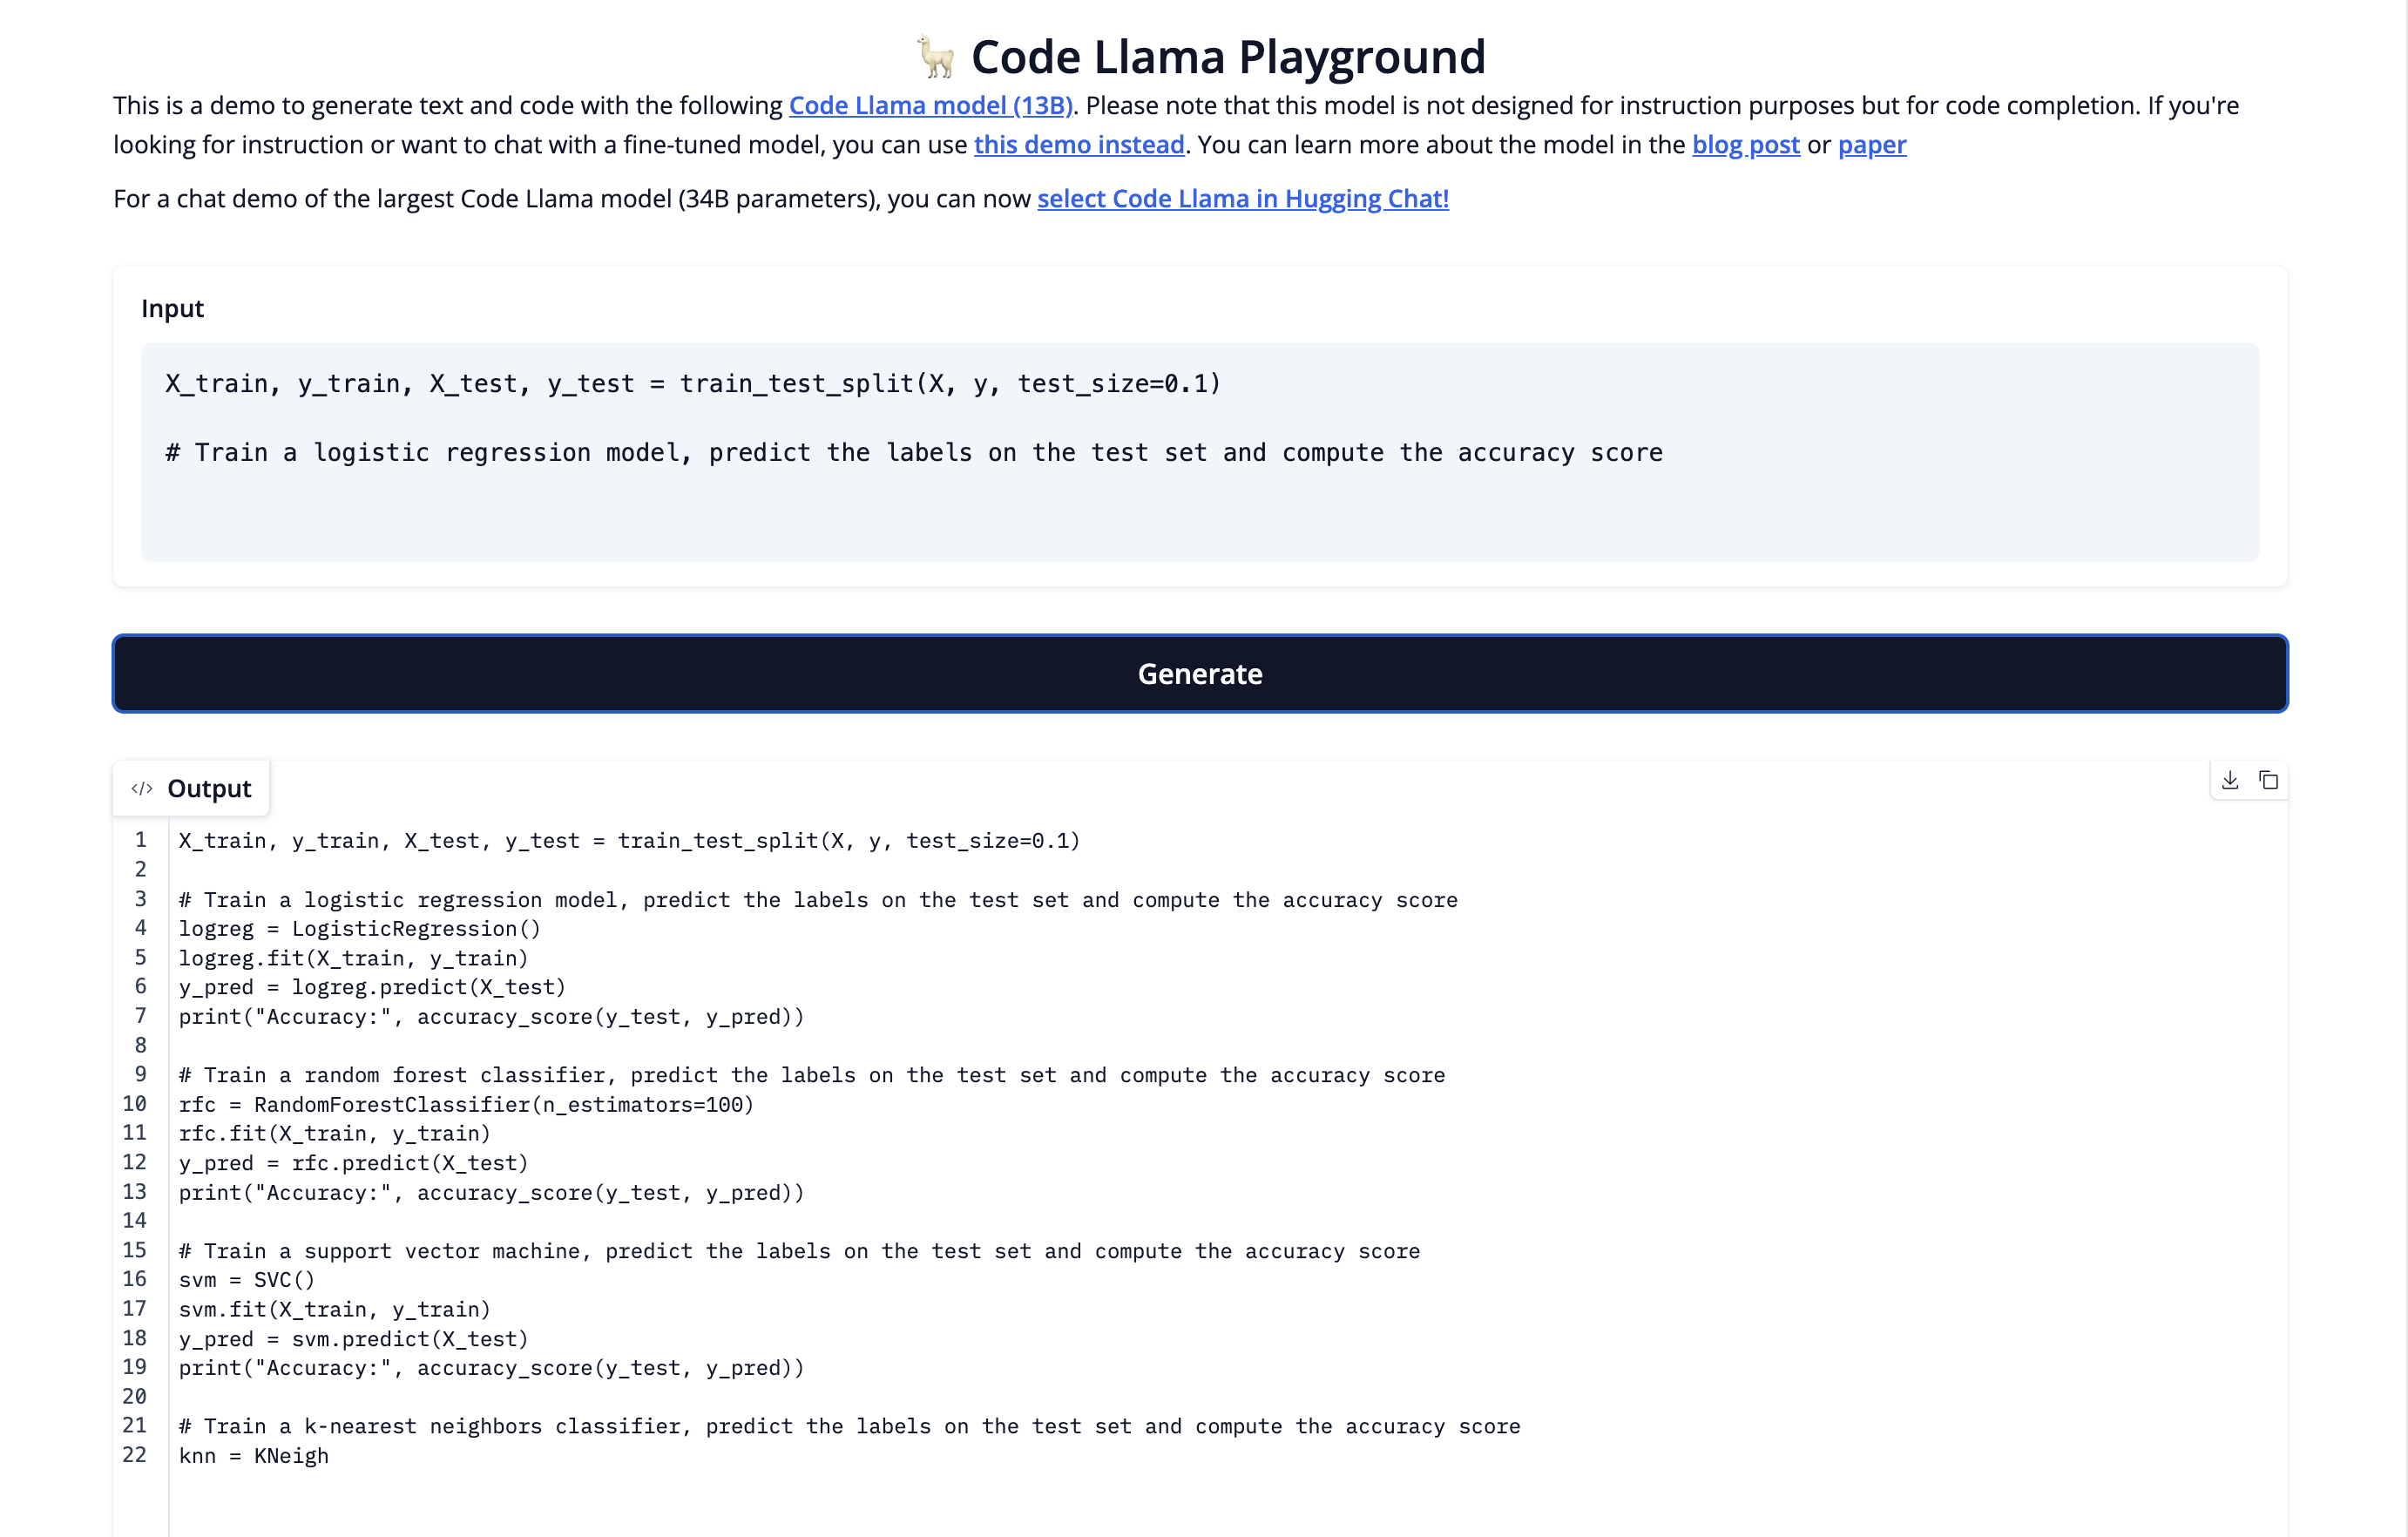 🦙 Code Llama Playground
This is a demo to generate text and code with the following Code Llama model (13B). Please note that this model is not designed for instruction purposes but for code completion. If you're
looking for instruction or want to chat with a fine-tuned model, you can use this demo instead. You can learn more about the model in the blog post or paper
For a chat demo of the largest Code Llama model (34B parameters), you can now select Code Llama in Hugging Chat!
Input
X_train, y_train, X_test, y_test = train_test_split(X, y, test_size=0.1)
# Train a logistic regression model, predict the labels on the test set and compute the accuracy score
Generate
</> Output
1 X_train, y_train, X_test, y_test = train_test_split(X, y, test_size=0.1)
2
3 # Train a logistic regression model, predict the labels on the test set and compute the accuracy score
4 logreg = LogisticRegression()
5 logreg.fit(X_train, y_train)
6 y_pred = logreg.predict(X_test)
7 print("Accuracy:", accuracy_score(y_test, y_pred))
8
9 # Train a random forest classifier, predict the labels on the test set and compute the accuracy score
10 rfc = RandomForestClassifier(n_estimators=100)
11 rfc.fit(X_train, y_train)
12 y_pred = rfc.predict(X_test)
13 print("Accuracy:", accuracy_score(y_test, y_pred))
14
15 # Train a support vector machine, predict the labels on the test set and compute the accuracy score
16 svm = SVC()
17 svm.fit(X_train, y_train)
18 y_pred = svm.predict(X_test)
19 print("Accuracy:", accuracy_score(y_test, y_pred))
20
21 # Train a k-nearest neighbors classifier, predict the labels on the test set and compute the accuracy score
22 knn = KNeigh